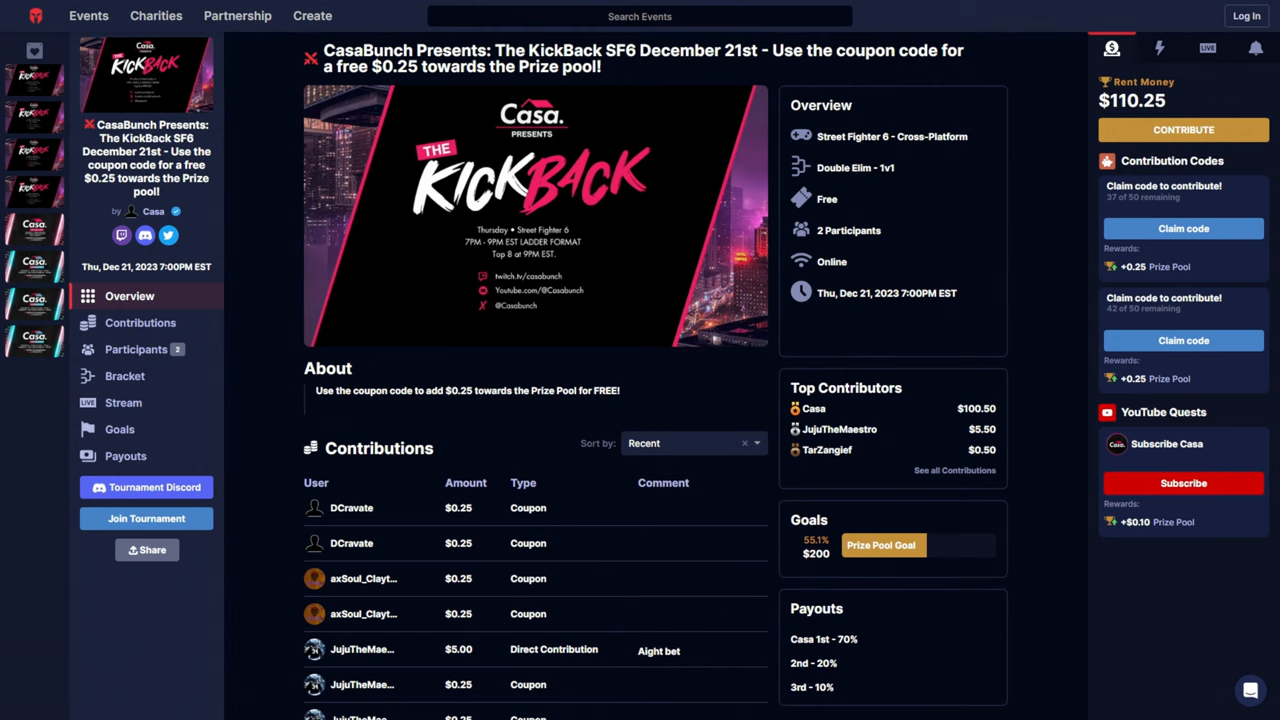 Events
Charities
Partnership
Create
Search Events
Log In
Casa.
PRESENTS
THE
KICKBACK
CasaBunch Presents:
The KickBack SF6
December 21st - Use the
coupon code for a free
$0.25 towards the Prize
pool!
by Casa
Thu, Dec 21, 2023 7:00PM EST
Overview
Contributions
Participants 2
Bracket
LIVE Stream
Goals
Payouts
Tournament Discord
Join Tournament
Share
CasaBunch Presents: The KickBack SF6 December 21st - Use the coupon code for
a free $0.25 towards the Prize pool!
Casa.
PRESENTS
THE
KICKBACK
Thursday • Street Fighter 6
7PM - 9PM EST LADDER FORMAT
Top 8 at 9PM EST.
twitch.tv/casabunch
Youtube.com/@Casabunch
@Casabunch
About
Use the coupon code to add $0.25 towards the Prize Pool for FREE!
Contributions
Sort by: Recent
User Amount Type Comment
DCravate $0.25 Coupon
DCravate $0.25 Coupon
axSoul_Clayt... $0.25 Coupon
axSoul_Clayt... $0.25 Coupon
JujuTheMae... $5.00 Direct Contribution Aight bet
JujuTheMae... $0.25 Coupon
Overview
Street Fighter 6 - Cross-Platform
Double Elim - 1v1
Free
2 Participants
Online
Thu, Dec 21, 2023 7:00PM EST
Top Contributors
Casa $100.50
JujuTheMaestro $5.50
TarZangief $0.50
See all Contributions
Goals
55.1%
$200
Prize Pool Goal
Payouts
Casa 1st - 70%
2nd - 20%
3rd - 10%
LIVE
Rent Money
$110.25
CONTRIBUTE
Contribution Codes
Claim code to contribute!
37 of 50 remaining
Claim code
Rewards:
+0.25 Prize Pool
Claim code to contribute!
42 of 50 remaining
Claim code
Rewards:
+0.25 Prize Pool
YouTube Quests
Casa.
Subscribe Casa
Subscribe
Rewards:
+$0.10 Prize Pool